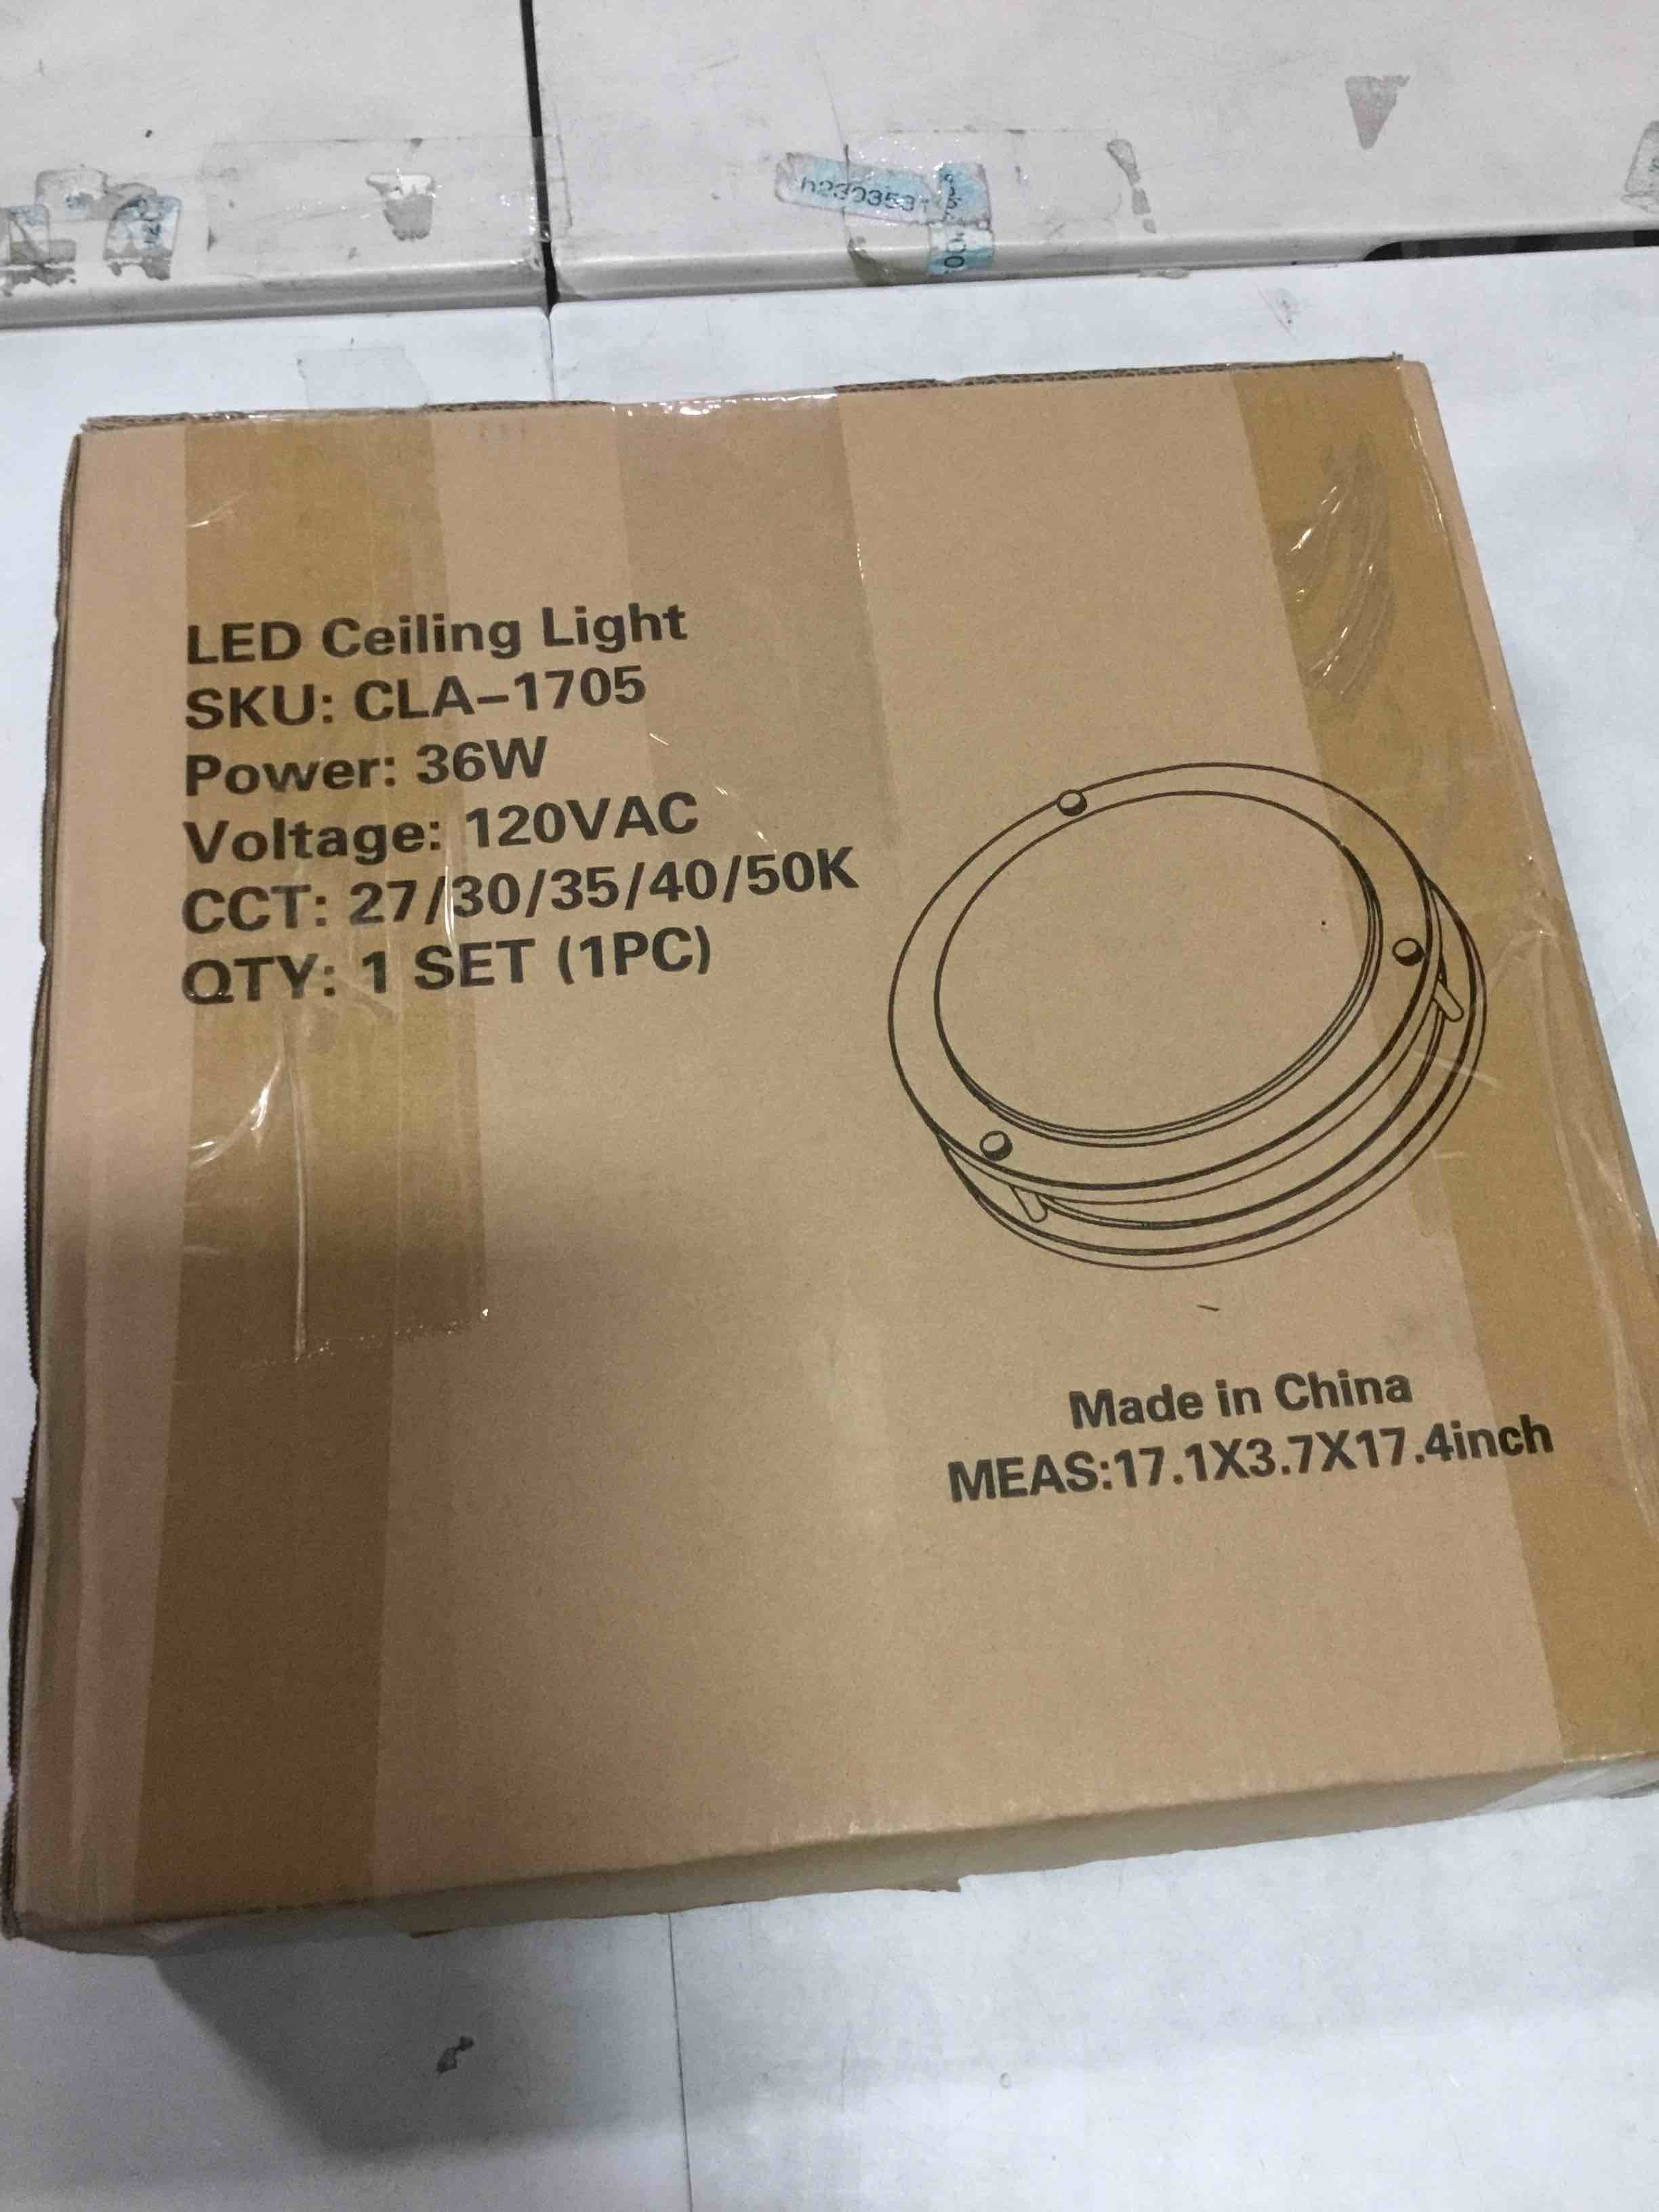 LED Ceiling Light
SKU: CLA-1705
Power: 36W
Voltage: 120VAC
CCT: 27/30/35/40/50K
QTY: 1 SET (1PC)
Made in China
MEAS:17.1X3.7X17.4inch